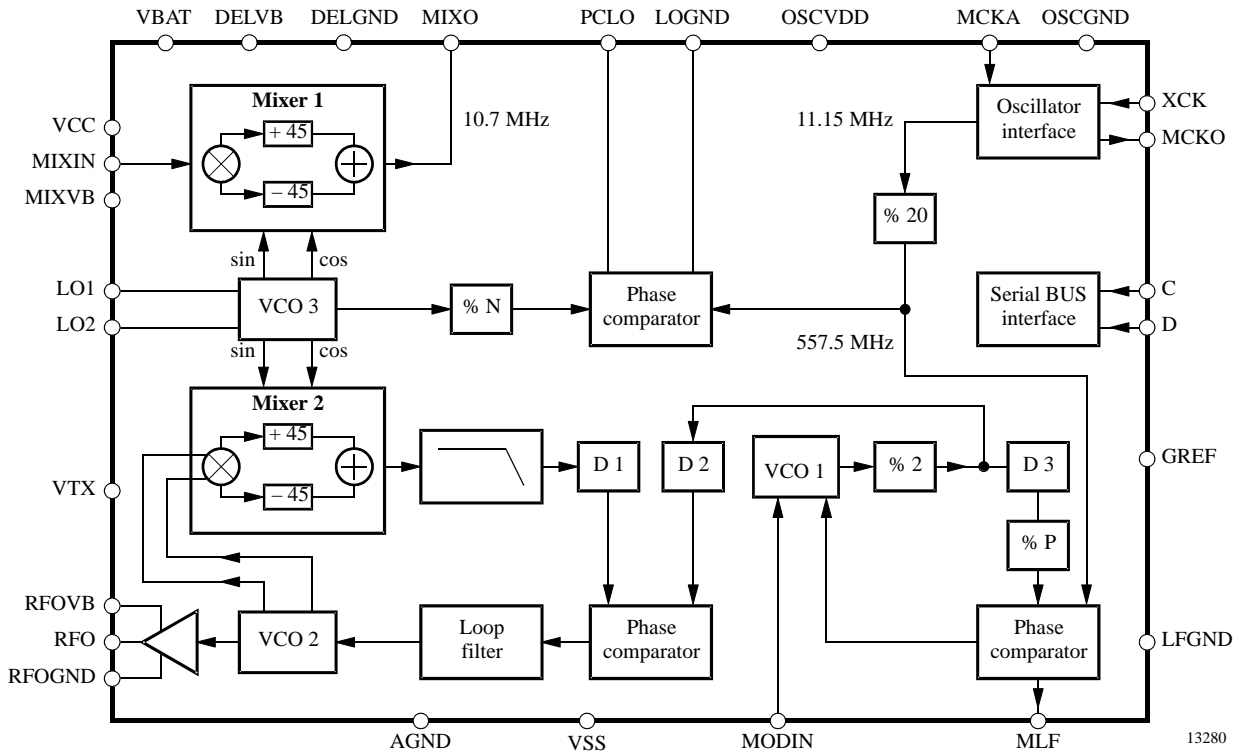 VBAT DELVB DELGND MIXO PCLO LOGND OSCVDD MCKA OSCGND
Mixer 1
+ 45
– 45
10.7 MHz
11.15 MHz
Oscillator
interface
XCK
MCKO
VCC
MIXIN
MIXVB
% 20
sin cos
LO1
LO2
VCO 3
% N
Phase
comparator
Serial BUS
interface
C
D
557.5 MHz
sin cos
Mixer 2
+ 45
– 45
D 1
D 2
VCO 1
% 2
D 3
GREF
VTX
% P
RFOVB
RFO
RFOGND
VCO 2
Loop
filter
Phase
comparator
Phase
comparator
LFGND
AGND VSS MODIN MLF
13280